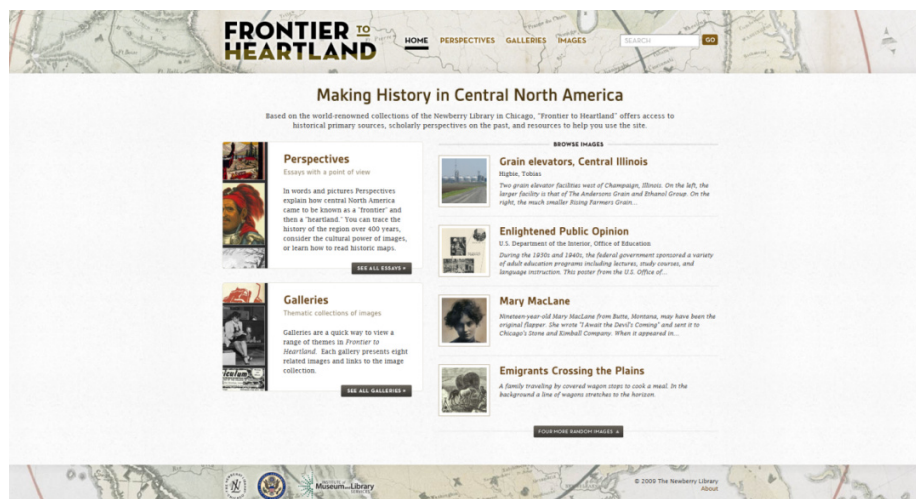 FRONTIER TO
HEARTLAND
HOME PERSPECTIVES GALLERIES IMAGES SEARCH GO
Making History in Central North America
Based on the world-renowned collections of the Newberry Library in Chicago, "Frontier to Heartland" offers access to
historical primary sources, scholarly perspectives on the past, and resources to help you use the site.
Perspectives
Essays with a point of view
In words and pictures Perspectives
explain how central North America
came to be known as a "frontier" and
then a "heartland." You can trace the
history of the region over 400 years,
consider the cultural power of images,
or learn how to read historic maps.
SEE ALL ESSAYS
Galleries
Thematic collections of images
Galleries are a quick way to view a
range of themes in Frontier to
Heartland. Each gallery presents eight
related images and links to the image
collection.
SEE ALL GALLERIES
BROWSE IMAGES
Grain elevators, Central Illinois
Higbie, Tobias
Two grain elevator facilities west of Champaign, Illinois. On the left, the
larger facility is that of The Andersons Grain and Ethanol Group. On the
right, the much smaller Rising Farmers Grain...
Enlightened Public Opinion
U.S. Department of the Interior, Office of Education
During the 1930s and 1940s, the federal government sponsored a variety
of adult education programs including lectures, study courses, and
language instruction. This poster from the U.S. Office of...
Mary MacLane
Nineteen-year-old Mary MacLane from Butte, Montana, may have been the
original flapper. She wrote "I Await the Devil's Coming" and sent it to
Chicago's Stone and Kimball Company. When it appeared in...
Emigrants Crossing the Plains
A family traveling by covered wagon stops to cook a meal. In the
background a line of wagons stretches to the horizon.
FOUR MORE RANDOM IMAGES
Museum and Library
© 2009 The Newberry Library
About